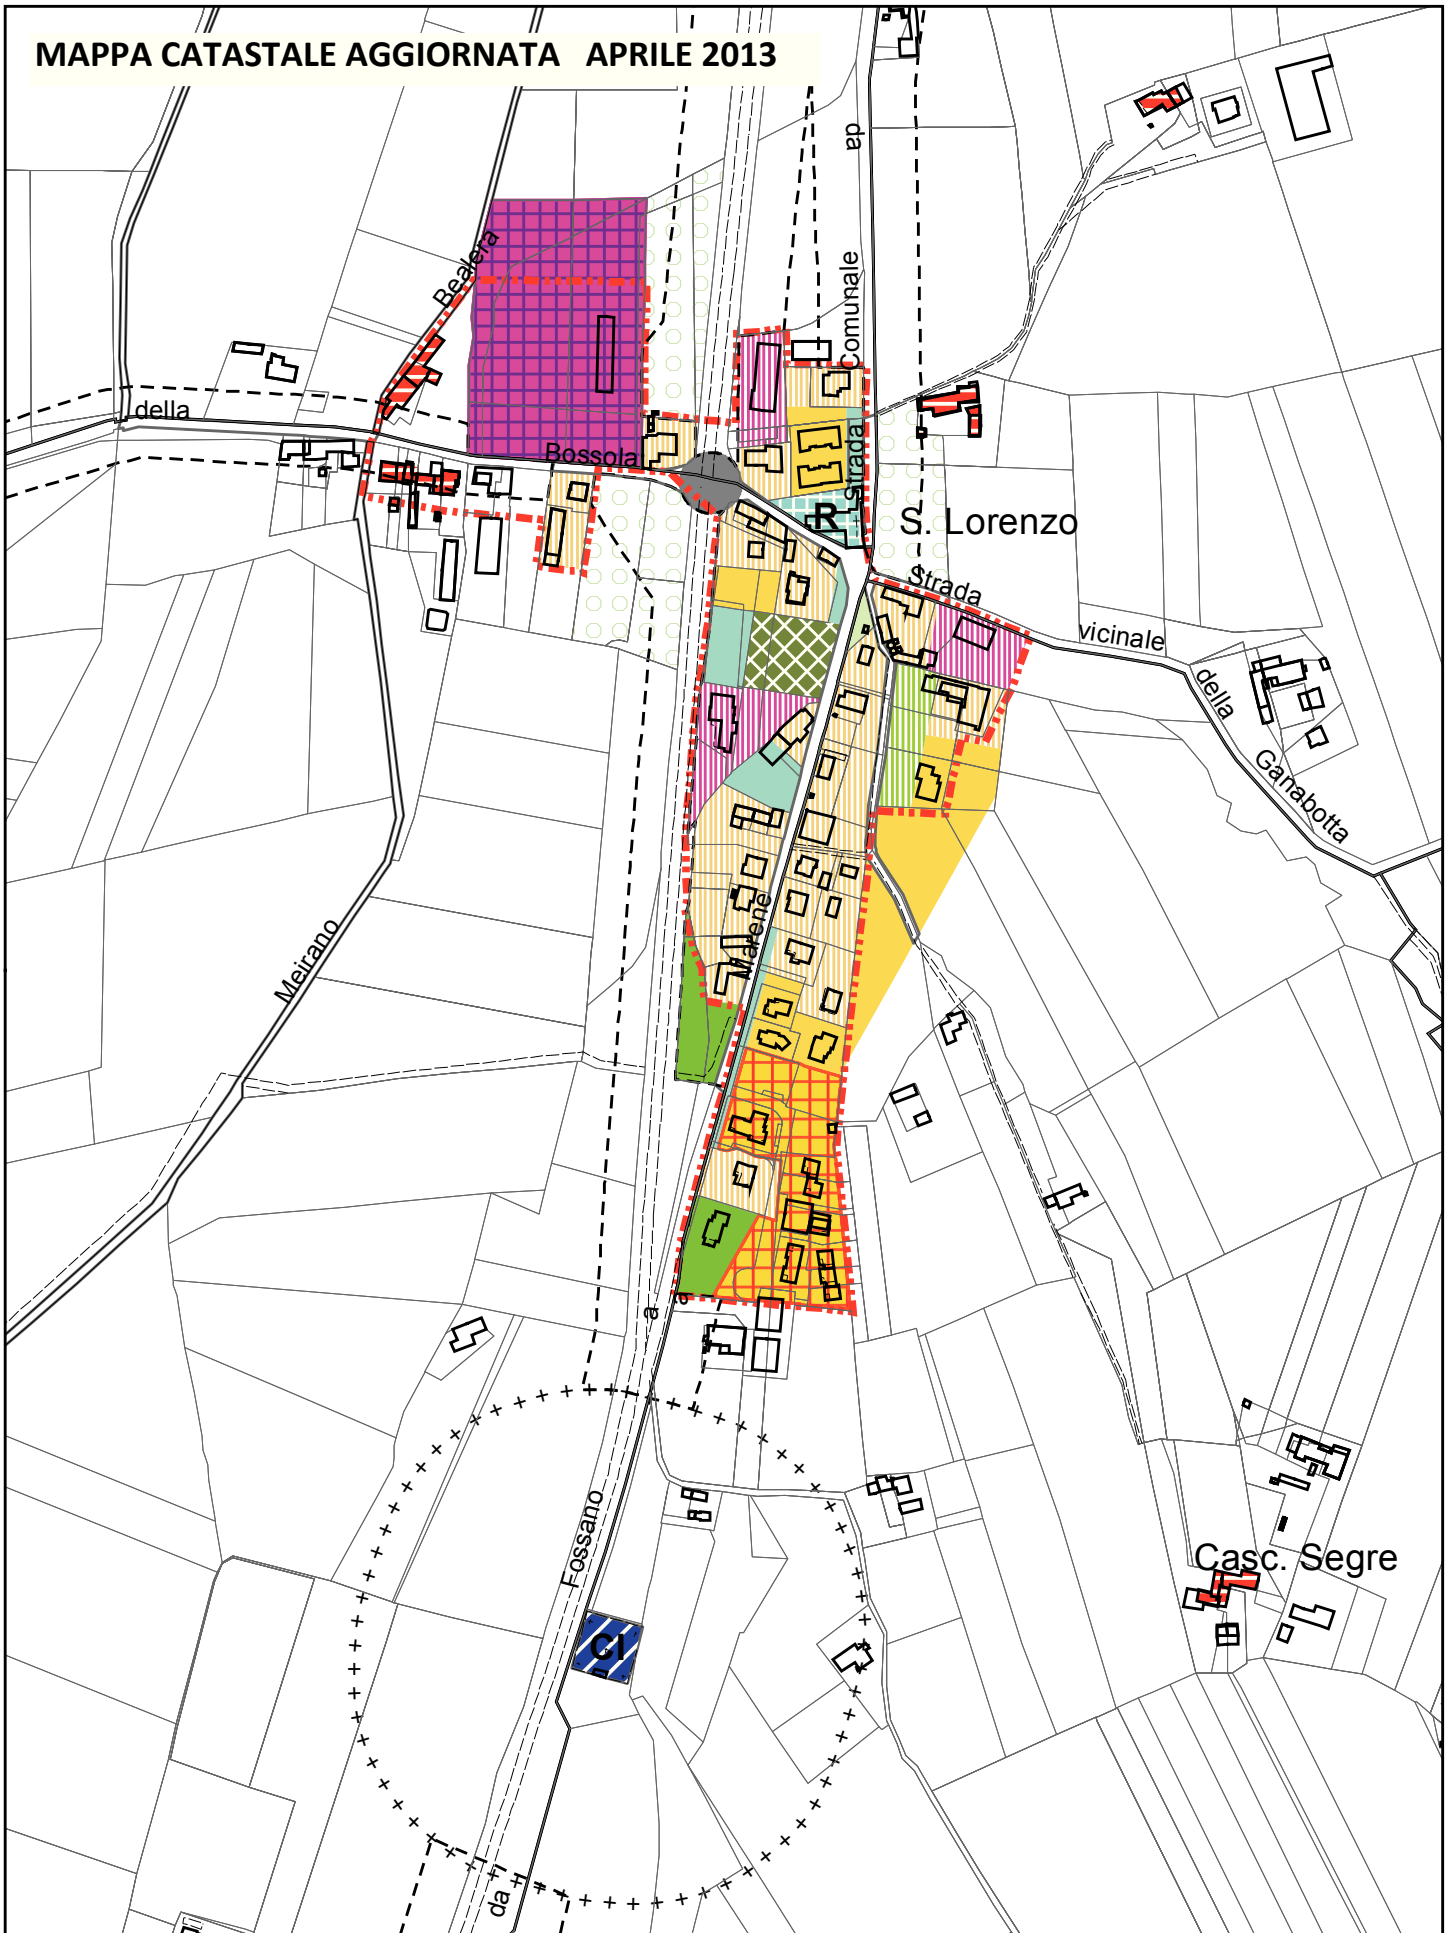 MAPPA CATASTALE AGGIORNATA APRILE 2013
da
Comunale
Strada
Bealera
della
Bossola
R
S. Lorenzo
Strada
vicinale
della
Ganabotta
Marene
Meirano
a
a
Fossano
Casc. Segre
CI
da